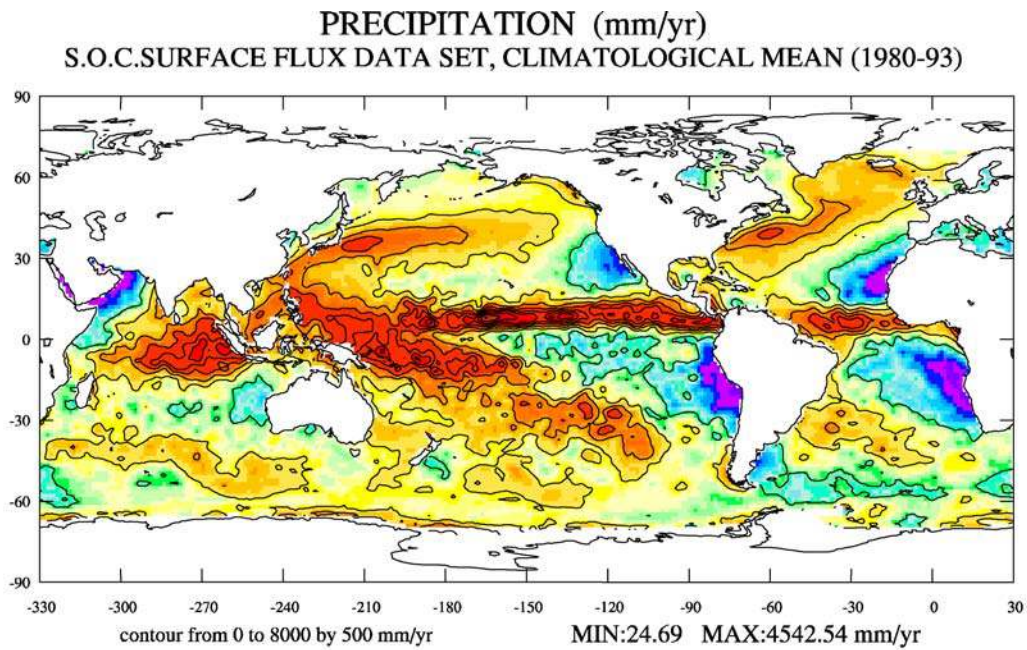 PRECIPITATION (mm/yr)
S.O.C.SURFACE FLUX DATA SET, CLIMATOLOGICAL MEAN (1980-93)
90
60
30
0
-30
-60
-90
-330 -300 -270 -240 -210 -180 -150 -120 -90 -60 -30 0 30
contour from 0 to 8000 by 500 mm/yr MIN:24.69 MAX:4542.54 mm/yr